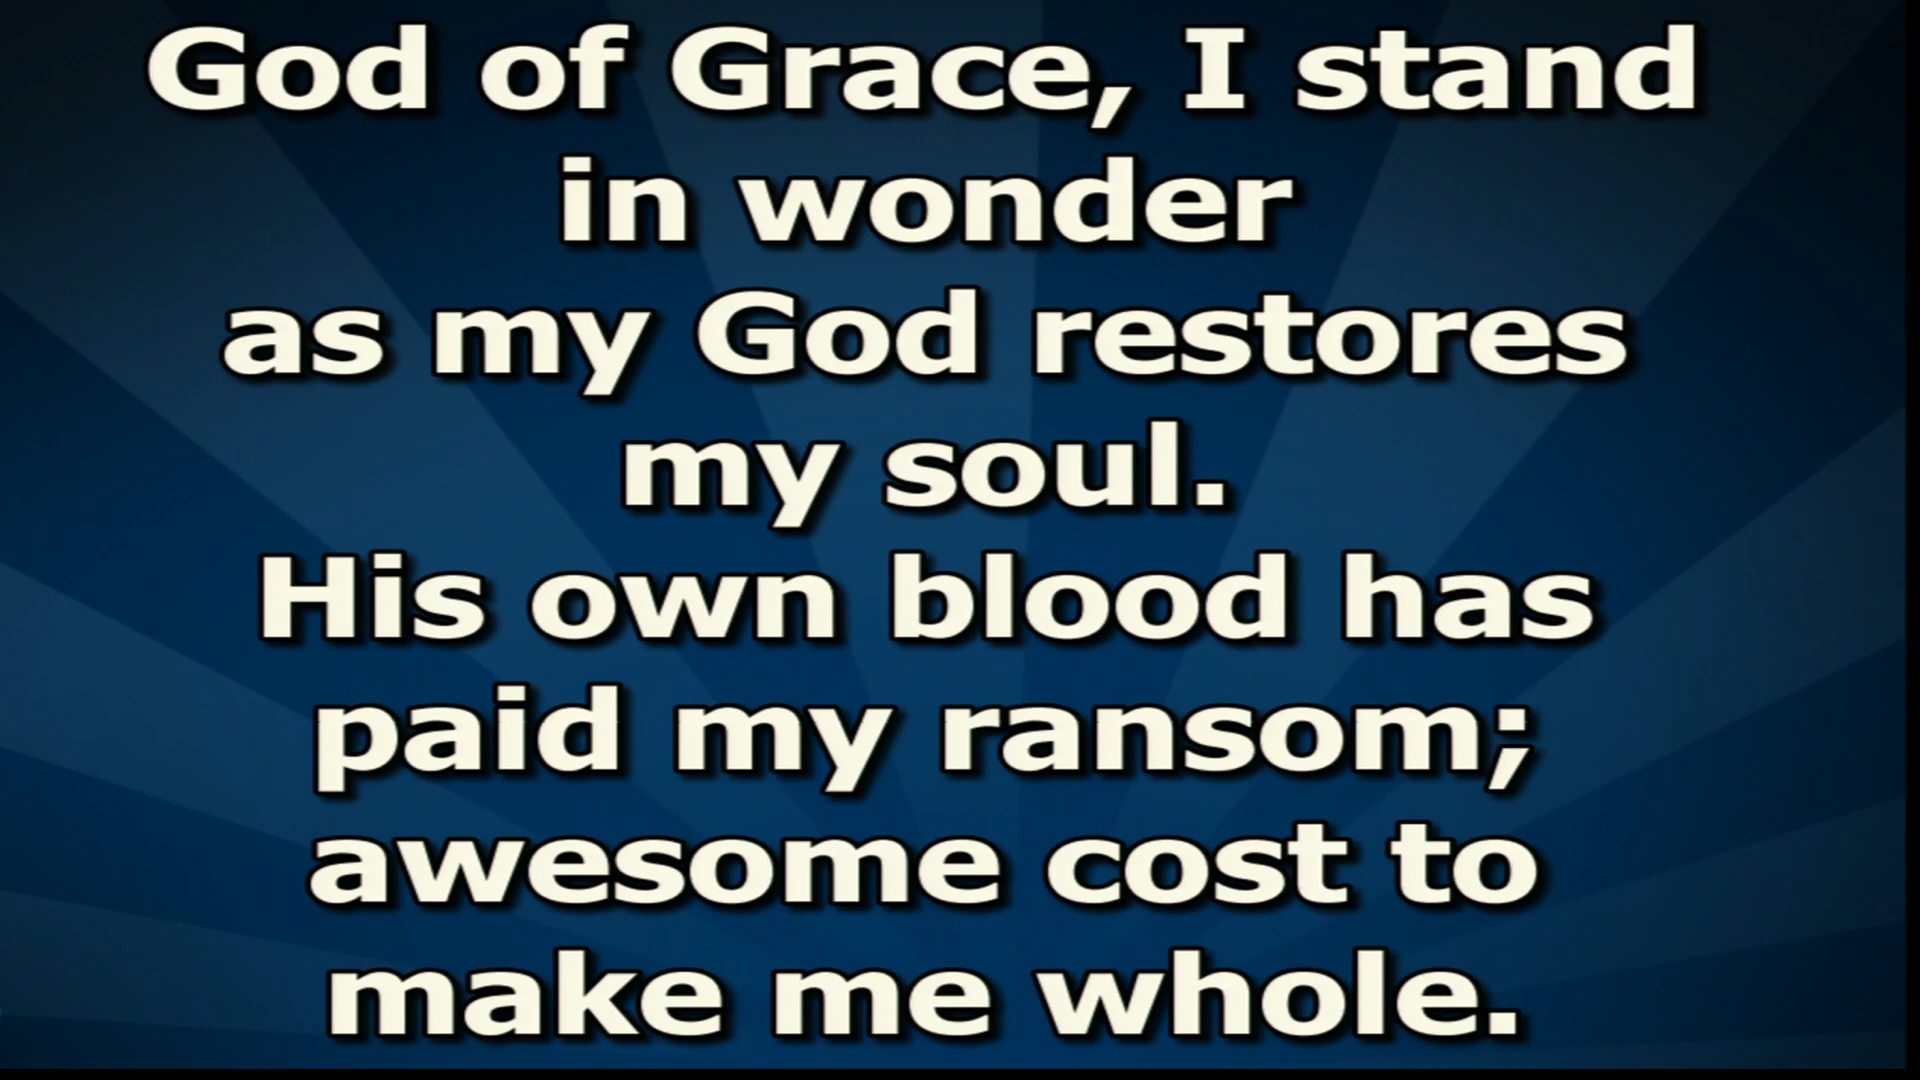 God of Grace, I stand
in wonder
as my God restores
my soul.
His own blood has
paid my ransom;
awesome cost to
make me whole.